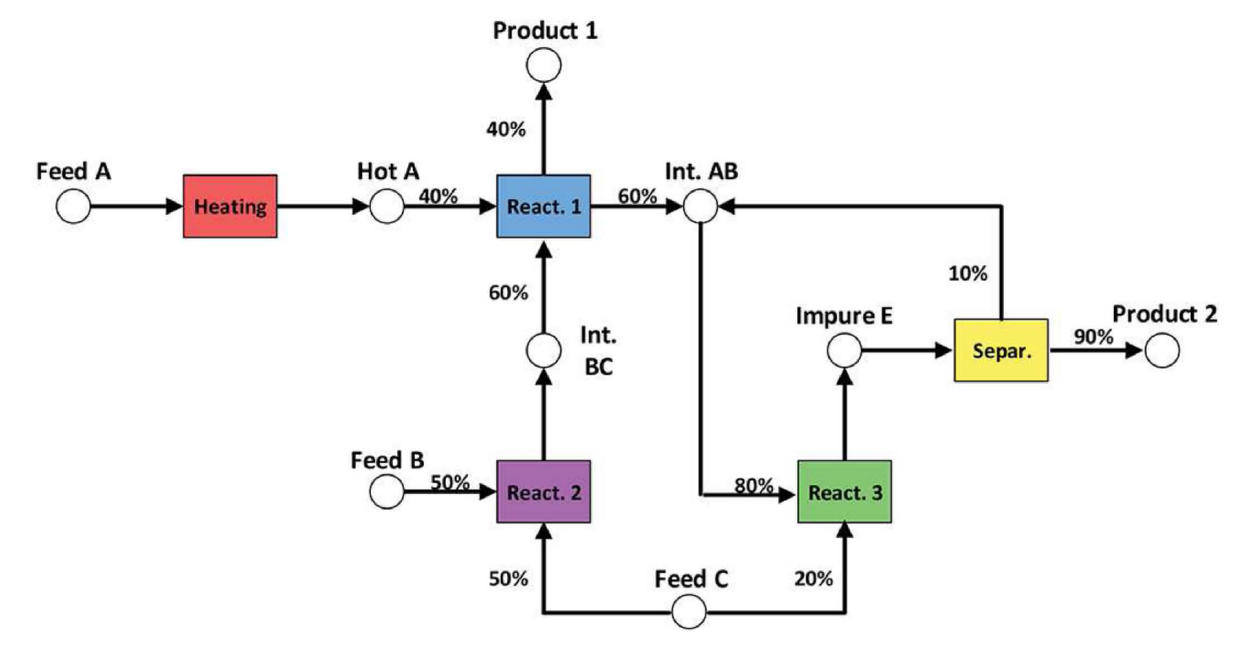 Product 1
40%
Feed A
Hot A
Int. AB
Heating
40%
React. 1
60%
10%
60%
Impure E
Product 2
Int.
BC
Separ.
90%
Feed B
50%
React. 2
80%
React. 3
50%
Feed C
20%